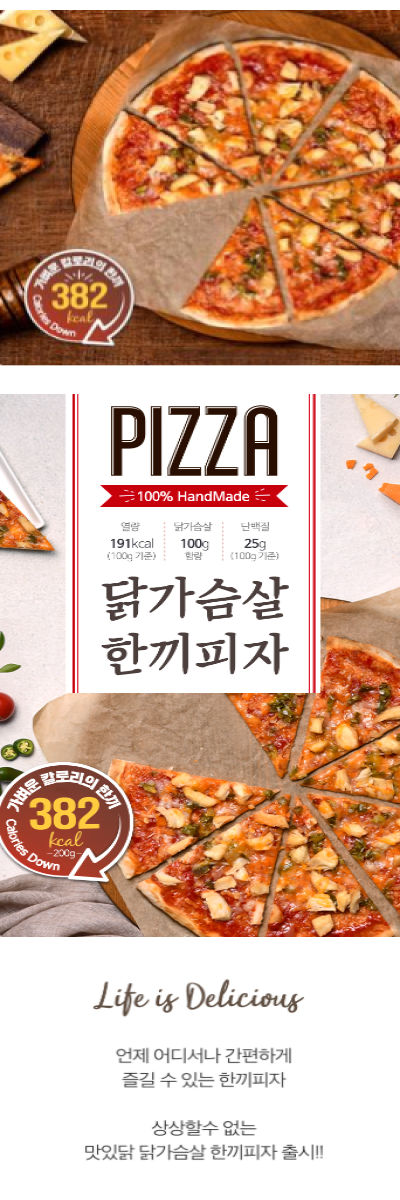 가벼운 칼로리의 한끼
382
kcal
Calories Down
PIZZA
100% HandMade
열량 닭가슴살 단백질
191kcal 100g 25g
(100g 기준) 함량 (100g 기준)
닭가슴살
한끼피자
가벼운 칼로리의 한끼
382
kcal
-200g-
Calories Down
Life is Delicious
언제 어디서나 간편하게
즐길 수 있는 한끼피자
상상할수 없는
맛있닭 닭가슴살 한끼피자 출시!!